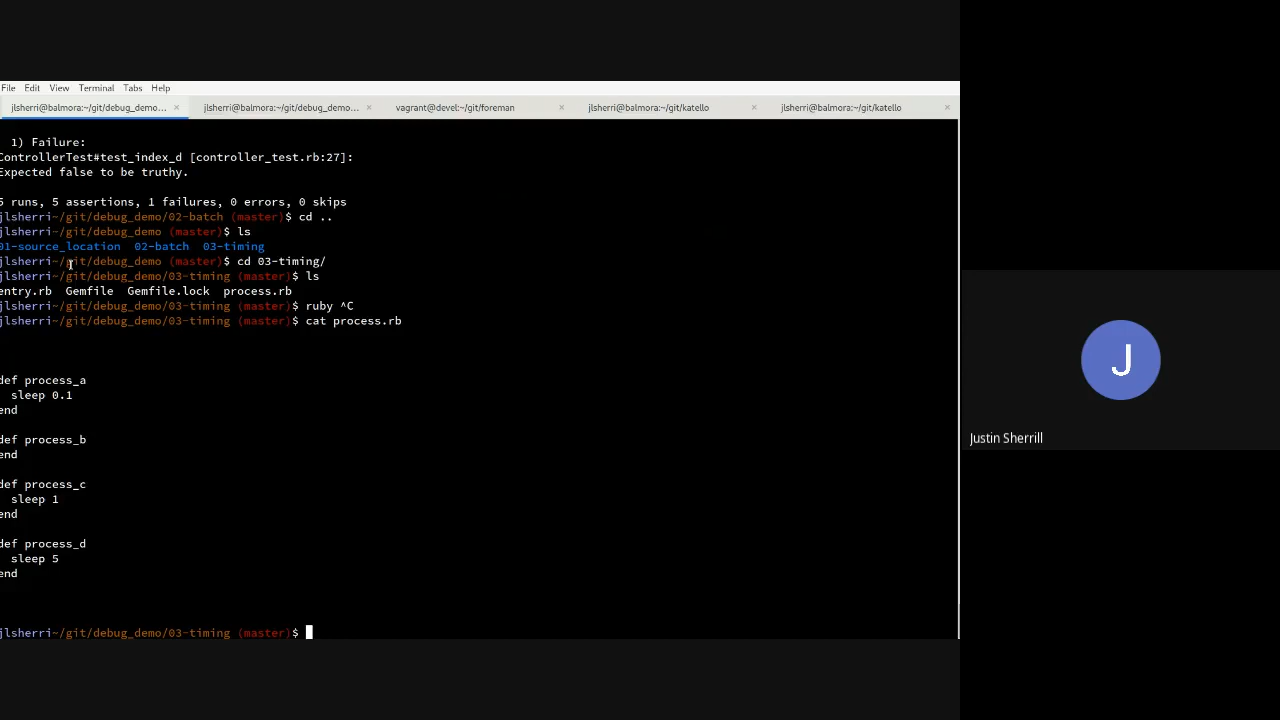 File Edit View Terminal Tabs Help
jlsherri@balmora:~/git/debug_demo... × jlsherri@balmora:~/git/debug_demo... × vagrant@devel:~/git/foreman × jlsherri@balmora:~/git/katello × jlsherri@balmora:~/git/katello ×
1) Failure:
ControllerTest#test_index_d [controller_test.rb:27]:
Expected false to be truthy.
5 runs, 5 assertions, 1 failures, 0 errors, 0 skips
jlsherri~/git/debug_demo/02-batch (master)$ cd ..
jlsherri~/git/debug_demo (master)$ ls
01-source_location 02-batch 03-timing
jlsherri~/git/debug_demo (master)$ cd 03-timing/
jlsherri~/git/debug_demo/03-timing (master)$ ls
entry.rb Gemfile Gemfile.lock process.rb
jlsherri~/git/debug_demo/03-timing (master)$ ruby ^C
jlsherri~/git/debug_demo/03-timing (master)$ cat process.rb
def process_a
sleep 0.1
end
def process_b
end
def process_c
sleep 1
end
def process_d
sleep 5
end
jlsherri~/git/debug_demo/03-timing (master)$
J
Justin Sherrill